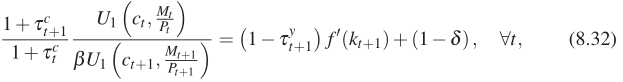 \frac{1+\tau^c_{t+1}}{1+\tau^c_t} \frac{U_1\left(c_t, \frac{M_t}{P_t}\right)}{\beta U_1\left(c_{t+1}, \frac{M_{t+1}}{P_{t+1}}\right)} = \left(1-\tau^y_{t+1}\right) f'(k_{t+1}) + (1-\delta), \quad \forall t, \quad (8.32)